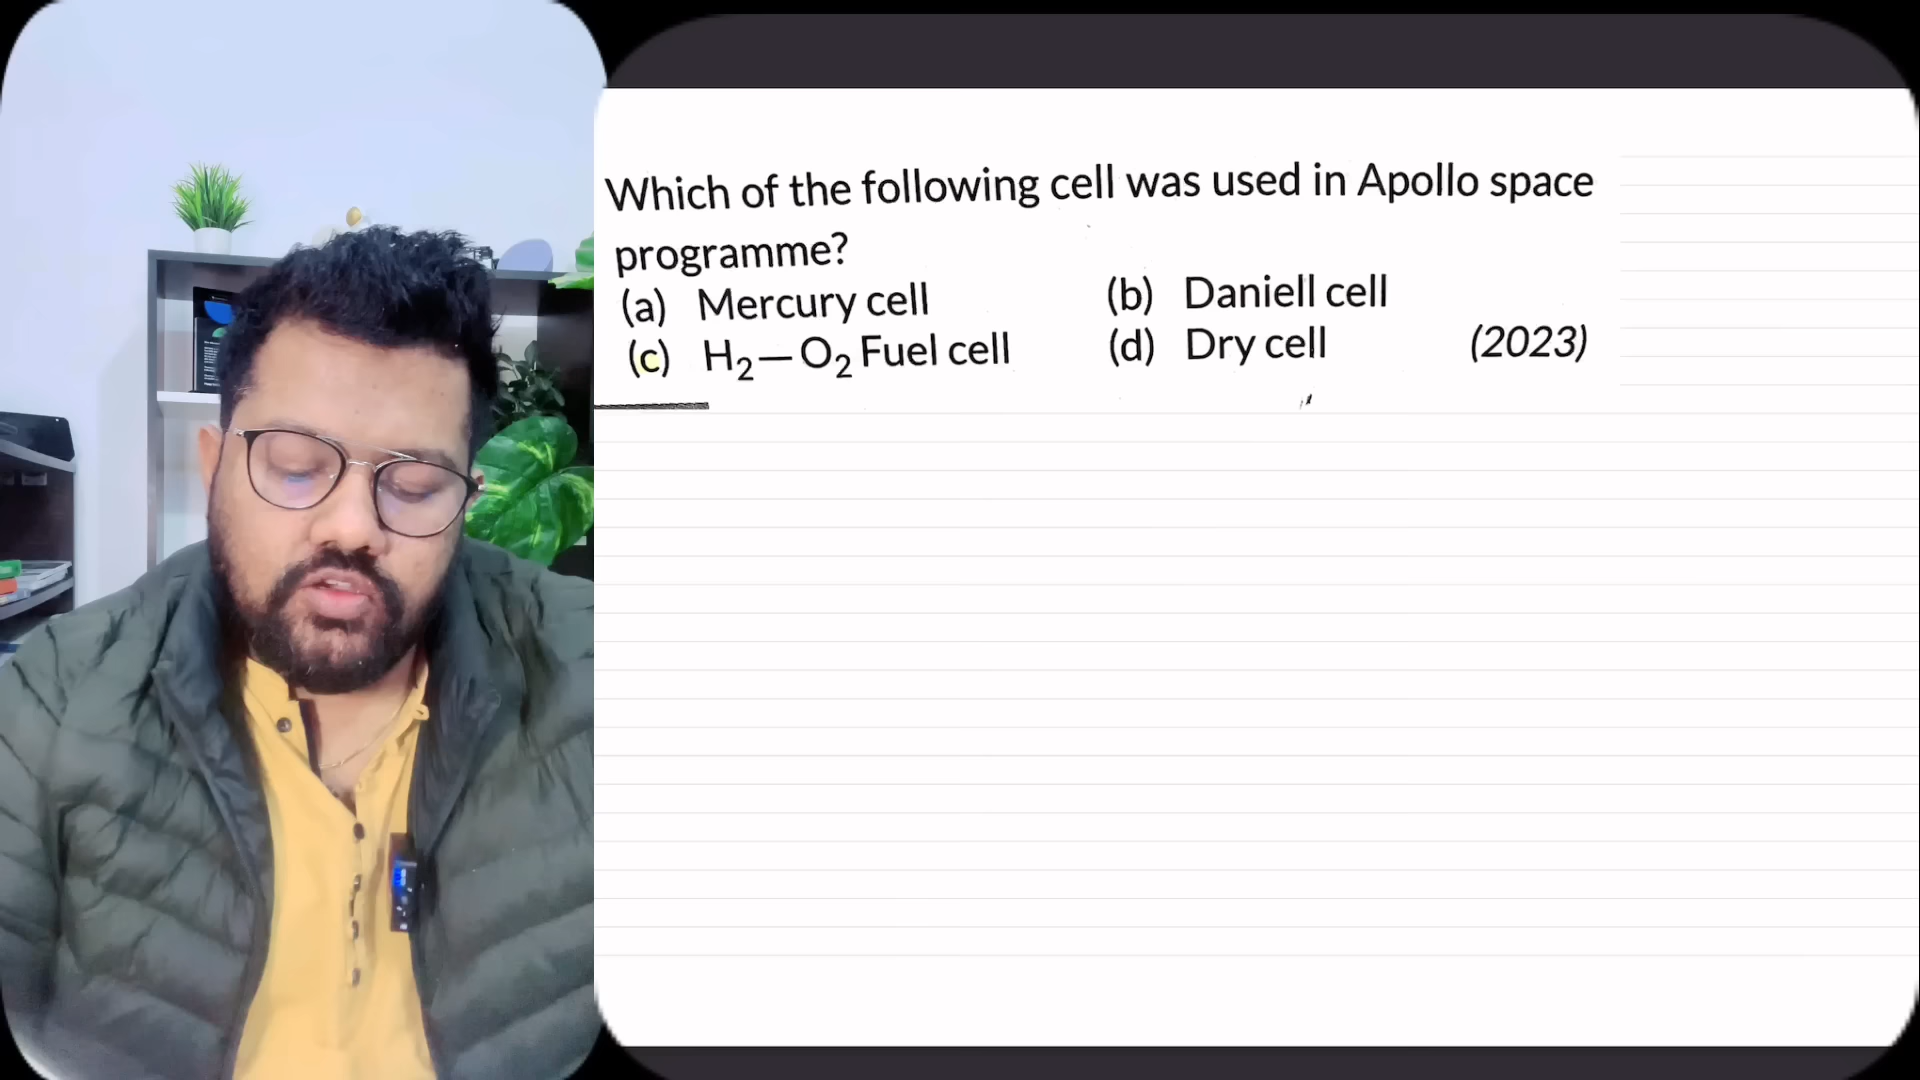 Which of the following cell was used in Apollo space
programme?
(a) Mercury cell (b) Daniell cell
(c) H₂—O₂ Fuel cell (d) Dry cell (2023)